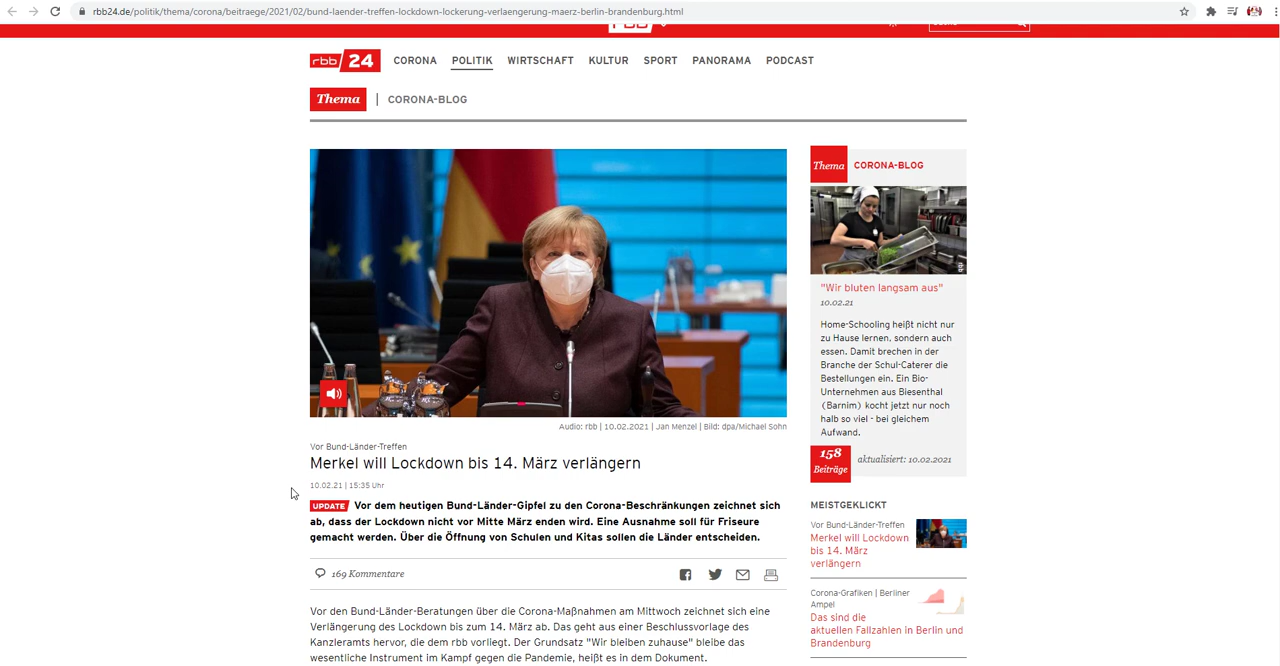 rbb24.de/politik/thema/corona/beitraege/2021/02/bund-laender-treffen-lockdown-lockerung-verlaengerung-maerz-berlin-brandenburg.html
rbb 24 CORONA POLITIK WIRTSCHAFT KULTUR SPORT PANORAMA PODCAST
Thema | CORONA-BLOG
Audio: rbb | 10.02.2021 | Jan Menzel | Bild: dpa/Michael Sohn
Vor Bund-Länder-Treffen
Merkel will Lockdown bis 14. März verlängern
10.02.21 | 15:35 Uhr
UPDATE Vor dem heutigen Bund-Länder-Gipfel zu den Corona-Beschränkungen zeichnet sich
ab, dass der Lockdown nicht vor Mitte März enden wird. Eine Ausnahme soll für Friseure
gemacht werden. Über die Öffnung von Schulen und Kitas sollen die Länder entscheiden.
169 Kommentare
Vor den Bund-Länder-Beratungen über die Corona-Maßnahmen am Mittwoch zeichnet sich eine
Verlängerung des Lockdown bis zum 14. März ab. Das geht aus einer Beschlussvorlage des
Kanzleramts hervor, die dem rbb vorliegt. Der Grundsatz "Wir bleiben zuhause" bleibe das
wesentliche Instrument im Kampf gegen die Pandemie, heißt es in dem Dokument.
Thema CORONA-BLOG
rbb
"Wir bluten langsam aus"
10.02.21
Home-Schooling heißt nicht nur
zu Hause lernen, sondern auch
essen. Damit brechen in der
Branche der Schul-Caterer die
Bestellungen ein. Ein Bio-
Unternehmen aus Biesenthal
(Barnim) kocht jetzt nur noch
halb so viel - bei gleichem
Aufwand.
158
Beiträge
aktualisiert: 10.02.2021
MEISTGEKLICKT
Vor Bund-Länder-Treffen
Merkel will Lockdown
bis 14. März
verlängern
Corona-Grafiken | Berliner
Ampel
Das sind die
aktuellen Fallzahlen in Berlin und
Brandenburg